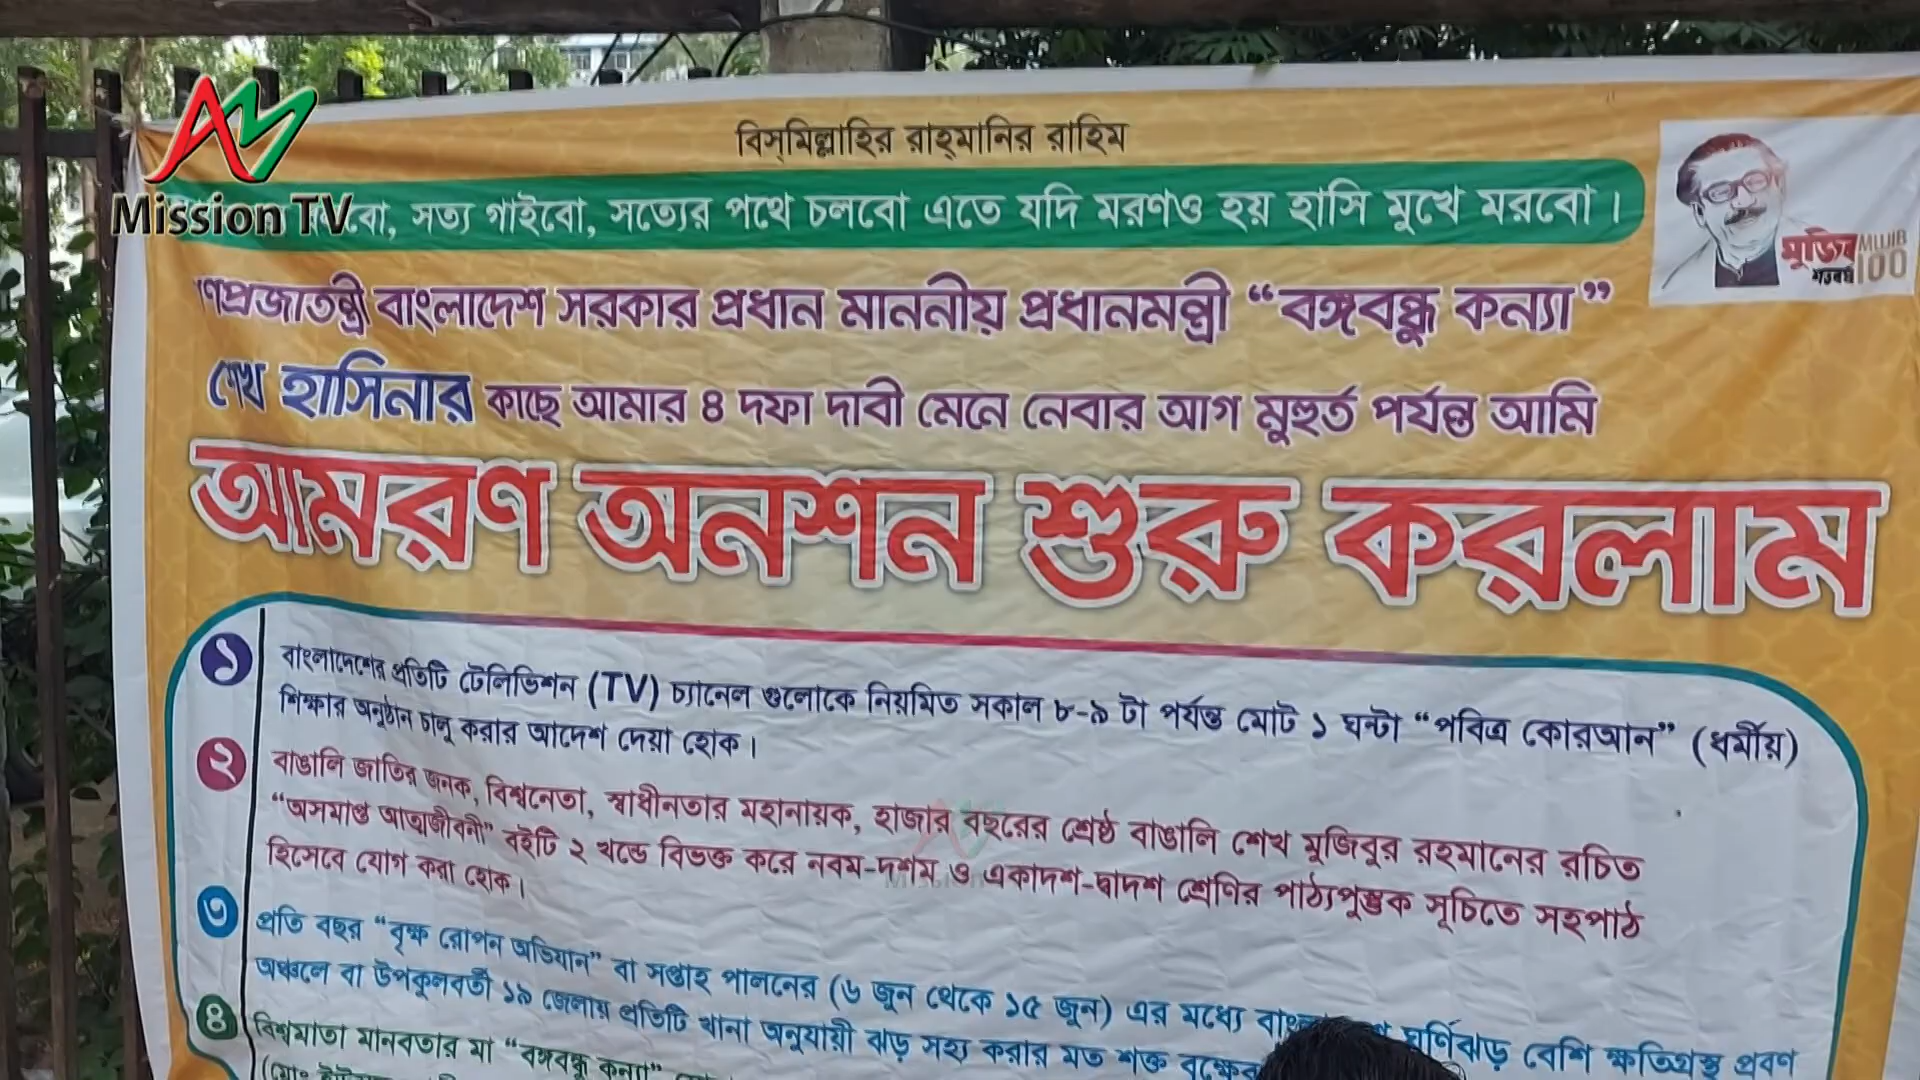 Mission TV
বিস্‌মিল্লাহির রাহ্‌মানির রাহিম
সত্য গাইবো, সত্যের পথে চলবো এতে যদি মরণও হয় হাসি মুখে মরবো ।
মুজিব MUJIB
শতবর্ষ 100
ণপ্রজাতন্ত্রী বাংলাদেশ সরকার প্রধান মাননীয় প্রধানমন্ত্রী “বঙ্গবন্ধু কন্যা”
শেখ হাসিনার কাছে আমার ৪ দফা দাবী মেনে নেবার আগ মুহুর্ত পর্যন্ত আমি
আমরণ অনশন শুরু করলাম
১ বাংলাদেশের প্রতিটি টেলিভিশন (TV) চ্যানেল গুলোকে নিয়মিত সকাল ৮-৯ টা পর্যন্ত মোট ১ ঘন্টা “পবিত্র কোরআন” (ধর্মীয়)
শিক্ষার অনুষ্ঠান চালু করার আদেশ দেয়া হোক ।
২ বাঙালি জাতির জনক, বিশ্বনেতা, স্বাধীনতার মহানায়ক, হাজার বছরের শ্রেষ্ঠ বাঙালি শেখ মুজিবুর রহমানের রচিত
“অসমাপ্ত আত্মজীবনী” বইটি ২ খন্ডে বিভক্ত করে নবম-দশম ও একাদশ-দ্বাদশ শ্রেণির পাঠ্যপুস্তক সূচিতে সহপাঠ
হিসেবে যোগ করা হোক ।
৩ প্রতি বছর “বৃক্ষ রোপন অভিযান” বা সপ্তাহ পালনের (৬ জুন থেকে ১৫ জুন) এর মধ্যে ঘূর্ণিঝড় বেশি ক্ষতিগ্রস্থ প্রবণ
অঞ্চলে বা উপকুলবর্তী ১৯ জেলায় প্রতিটি থানা অনুযায়ী ঝড় সহ্য করার মত শক্ত বৃক্ষের
৪ বিশ্বমাতা মানবতার মা “বঙ্গবন্ধু কন্যা”